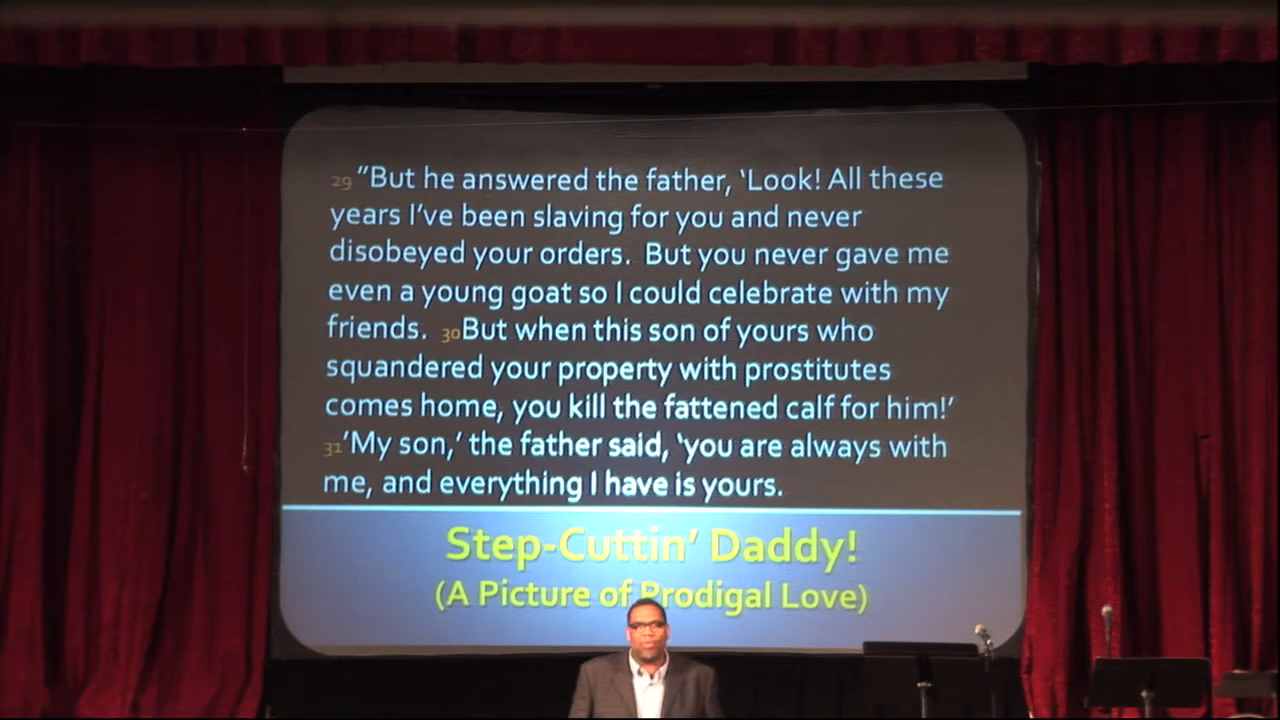 29 "But he answered the father, 'Look! All these
years I've been slaving for you and never
disobeyed your orders.  But you never gave me
even a young goat so I could celebrate with my
friends.  30 But when this son of yours who
squandered your property with prostitutes
comes home, you kill the fattened calf for him!'
31 'My son,' the father said, 'you are always with
me, and everything I have is yours.
Step-Cuttin' Daddy!
(A Picture of Prodigal Love)